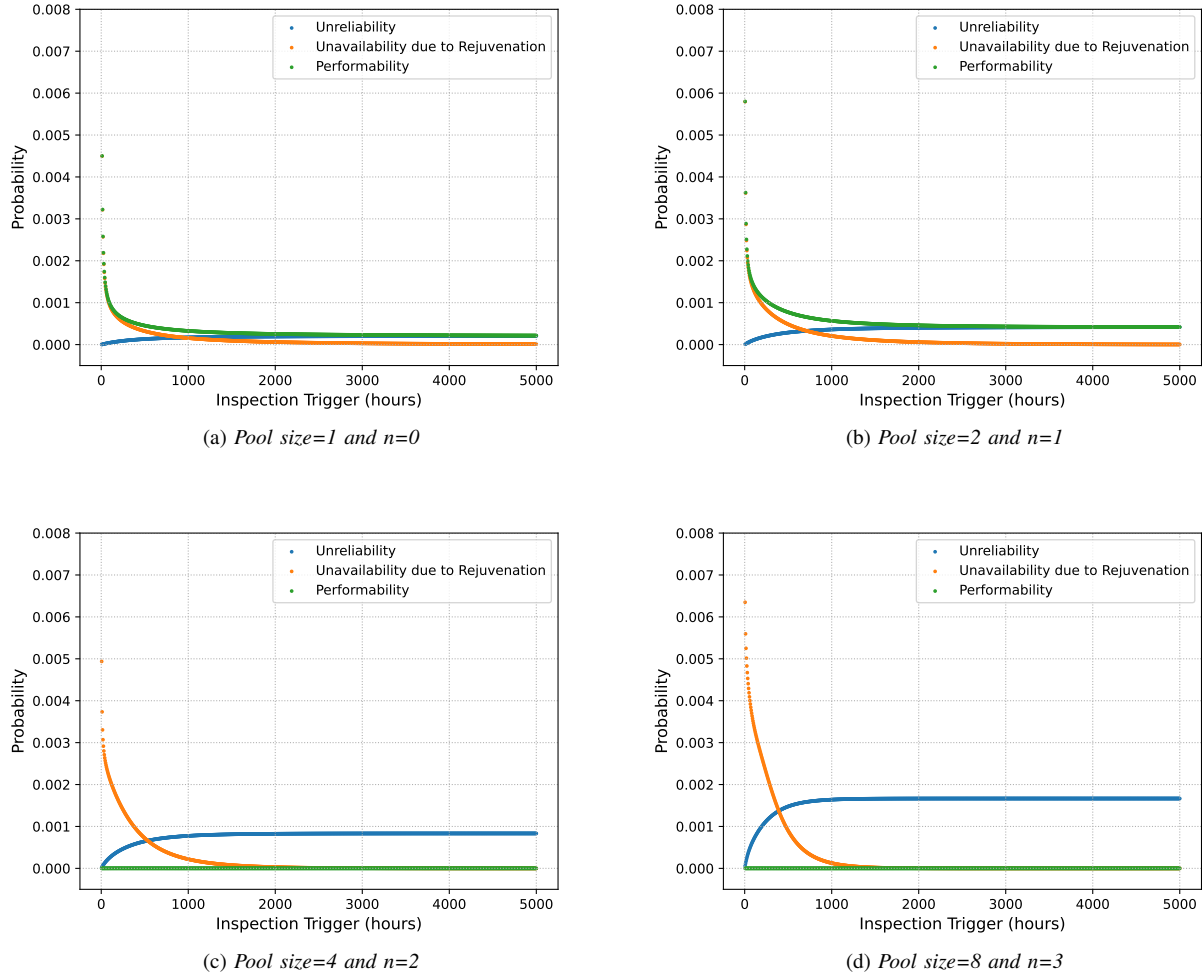 0.008
0.007
0.006
0.005
0.004
0.003
0.002
0.001
0.000
Probability
Unreliability
Unavailability due to Rejuvenation
Performability
0 1000 2000 3000 4000 5000
Inspection Trigger (hours)
(a) Pool size=1 and n=0
0.008
0.007
0.006
0.005
0.004
0.003
0.002
0.001
0.000
Probability
Unreliability
Unavailability due to Rejuvenation
Performability
0 1000 2000 3000 4000 5000
Inspection Trigger (hours)
(b) Pool size=2 and n=1
0.008
0.007
0.006
0.005
0.004
0.003
0.002
0.001
0.000
Probability
Unreliability
Unavailability due to Rejuvenation
Performability
0 1000 2000 3000 4000 5000
Inspection Trigger (hours)
(c) Pool size=4 and n=2
0.008
0.007
0.006
0.005
0.004
0.003
0.002
0.001
0.000
Probability
Unreliability
Unavailability due to Rejuvenation
Performability
0 1000 2000 3000 4000 5000
Inspection Trigger (hours)
(d) Pool size=8 and n=3